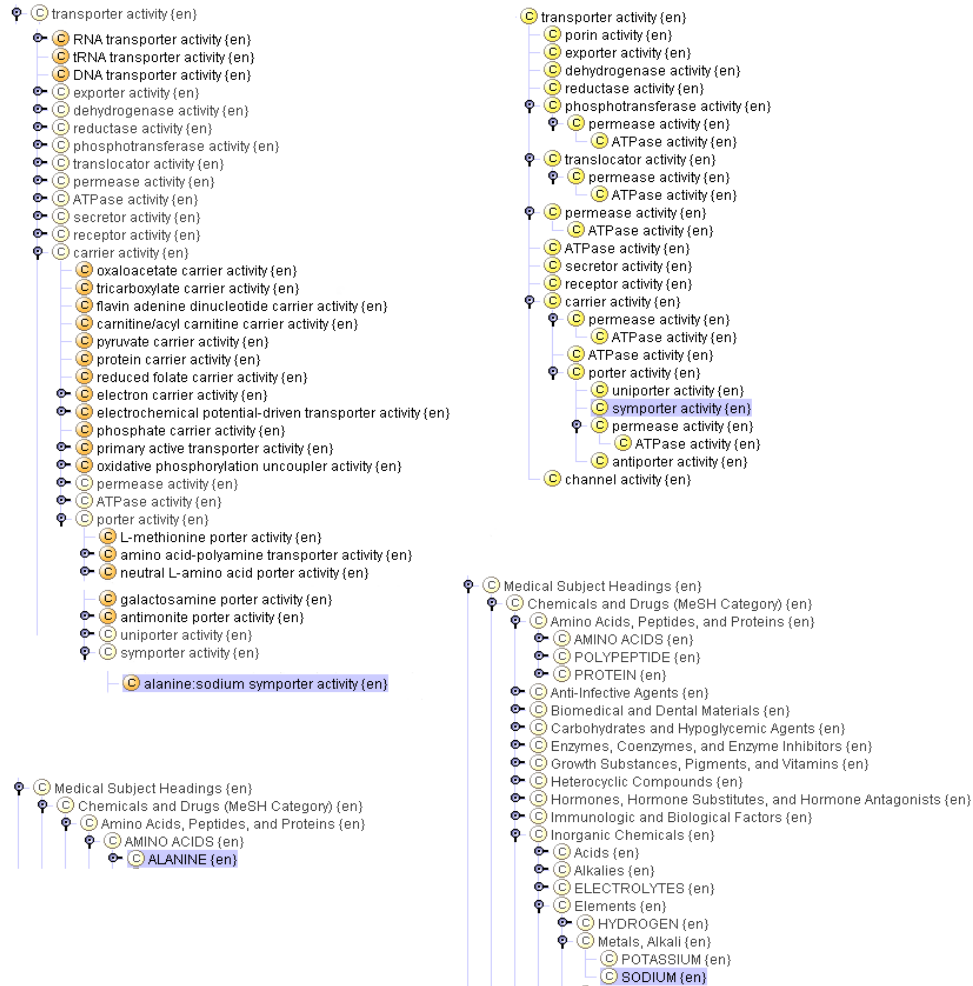 transporter activity {en}
RNA transporter activity {en}
tRNA transporter activity {en}
DNA transporter activity {en}
exporter activity {en}
dehydrogenase activity {en}
reductase activity {en}
phosphotransferase activity {en}
translocator activity {en}
permease activity {en}
ATPase activity {en}
secretor activity {en}
receptor activity {en}
carrier activity {en}
oxaloacetate carrier activity {en}
tricarboxylate carrier activity {en}
flavin adenine dinucleotide carrier activity {en}
carnitine/acyl carnitine carrier activity {en}
pyruvate carrier activity {en}
protein carrier activity {en}
reduced folate carrier activity {en}
electron carrier activity {en}
electrochemical potential-driven transporter activity {en}
phosphate carrier activity {en}
primary active transporter activity {en}
oxidative phosphorylation uncoupler activity {en}
permease activity {en}
ATPase activity {en}
porter activity {en}
L-methionine porter activity {en}
amino acid-polyamine transporter activity {en}
neutral L-amino acid porter activity {en}
galactosamine porter activity {en}
antimonite porter activity {en}
uniporter activity {en}
symporter activity {en}
alanine:sodium symporter activity {en}
transporter activity {en}
porin activity {en}
exporter activity {en}
dehydrogenase activity {en}
reductase activity {en}
phosphotransferase activity {en}
permease activity {en}
ATPase activity {en}
translocator activity {en}
permease activity {en}
ATPase activity {en}
permease activity {en}
ATPase activity {en}
ATPase activity {en}
secretor activity {en}
receptor activity {en}
carrier activity {en}
permease activity {en}
ATPase activity {en}
ATPase activity {en}
porter activity {en}
uniporter activity {en}
symporter activity {en}
permease activity {en}
ATPase activity {en}
antiporter activity {en}
channel activity {en}
Medical Subject Headings {en}
Chemicals and Drugs (MeSH Category) {en}
Amino Acids, Peptides, and Proteins {en}
AMINO ACIDS {en}
ALANINE {en}
Medical Subject Headings {en}
Chemicals and Drugs (MeSH Category) {en}
Amino Acids, Peptides, and Proteins {en}
AMINO ACIDS {en}
POLYPEPTIDE {en}
PROTEIN {en}
Anti-Infective Agents {en}
Biomedical and Dental Materials {en}
Carbohydrates and Hypoglycemic Agents {en}
Enzymes, Coenzymes, and Enzyme Inhibitors {en}
Growth Substances, Pigments, and Vitamins {en}
Heterocyclic Compounds {en}
Hormones, Hormone Substitutes, and Hormone Antagonists {en}
Immunologic and Biological Factors {en}
Inorganic Chemicals {en}
Acids {en}
Alkalies {en}
ELECTROLYTES {en}
Elements {en}
HYDROGEN {en}
Metals, Alkali {en}
POTASSIUM {en}
SODIUM {en}